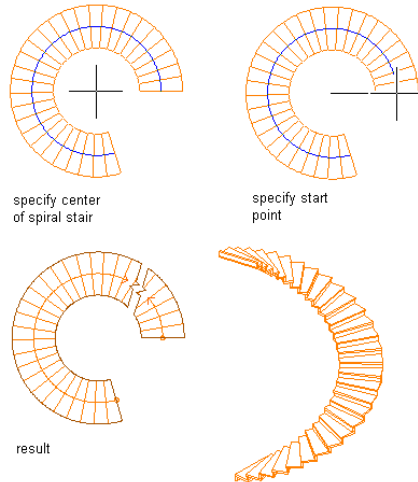 specify center
of spiral stair
specify start
point
result